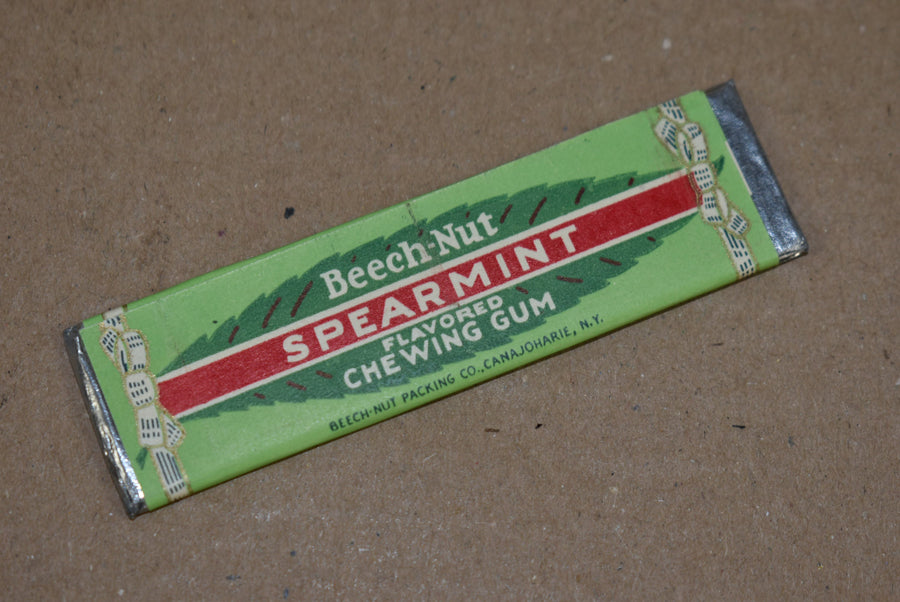 Beech-Nut
SPEARMINT
FLAVORED
CHEWING GUM
BEECH-NUT PACKING CO., CANAJOHARIE, N.Y.